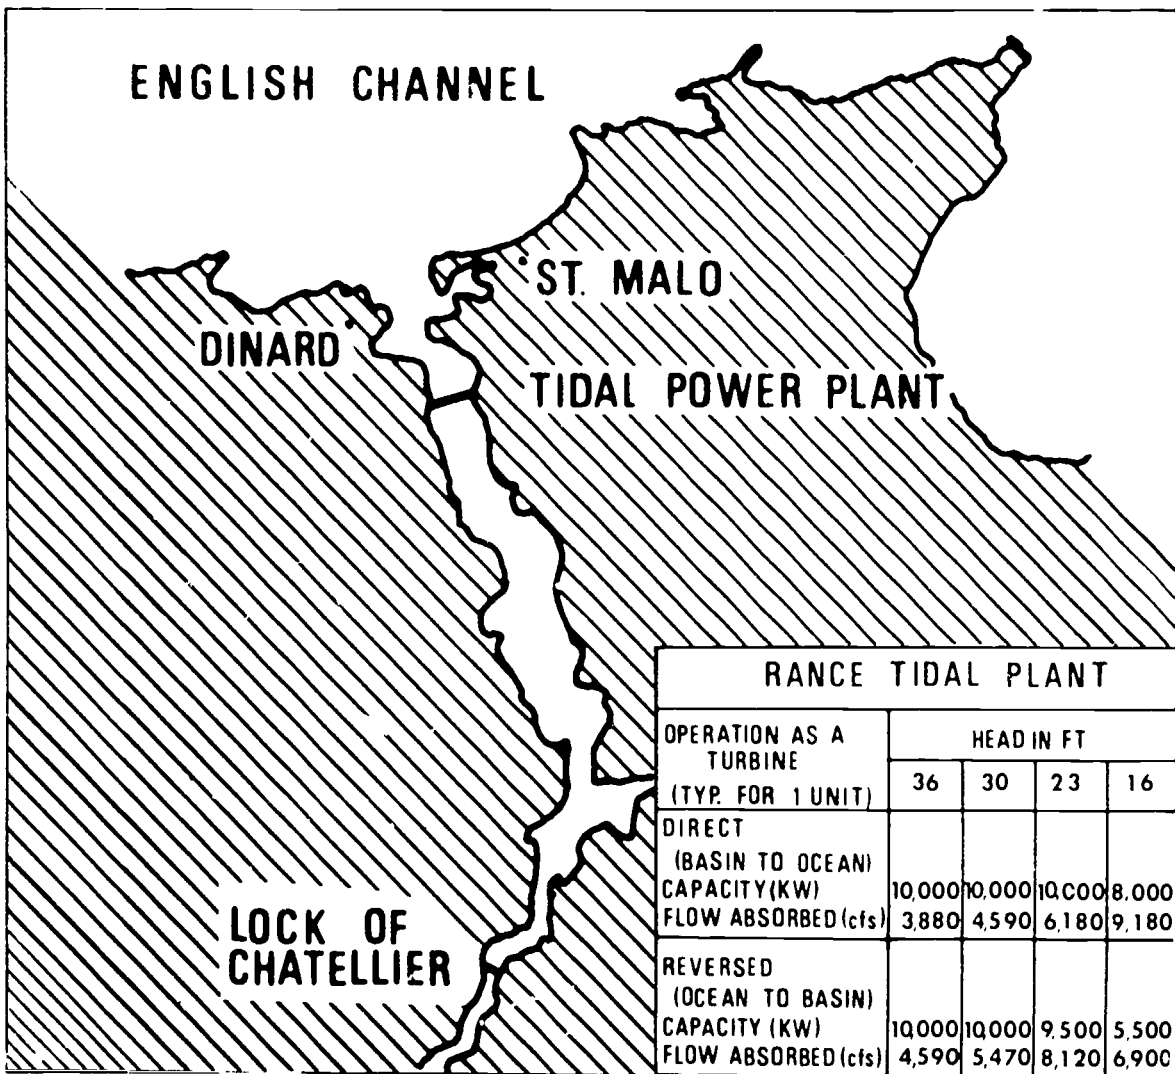 ENGLISH CHANNEL
ST. MALO
DINARD
TIDAL POWER PLANT
LOCK OF
CHATELLIER
RANCE TIDAL PLANT
OPERATION AS A
TURBINE
(TYP. FOR 1 UNIT)
HEAD IN FT
36 30 23 16
DIRECT
(BASIN TO OCEAN)
CAPACITY (KW) 10,000 10,000 10,000 8.000
FLOW ABSORBED (cfs) 3,880 4,590 6,180 9,180
REVERSED
(OCEAN TO BASIN)
CAPACITY (KW) 10,000 10,000 9,500 5,500
FLOW ABSORBED (cfs) 4,590 5,470 8,120 6,900